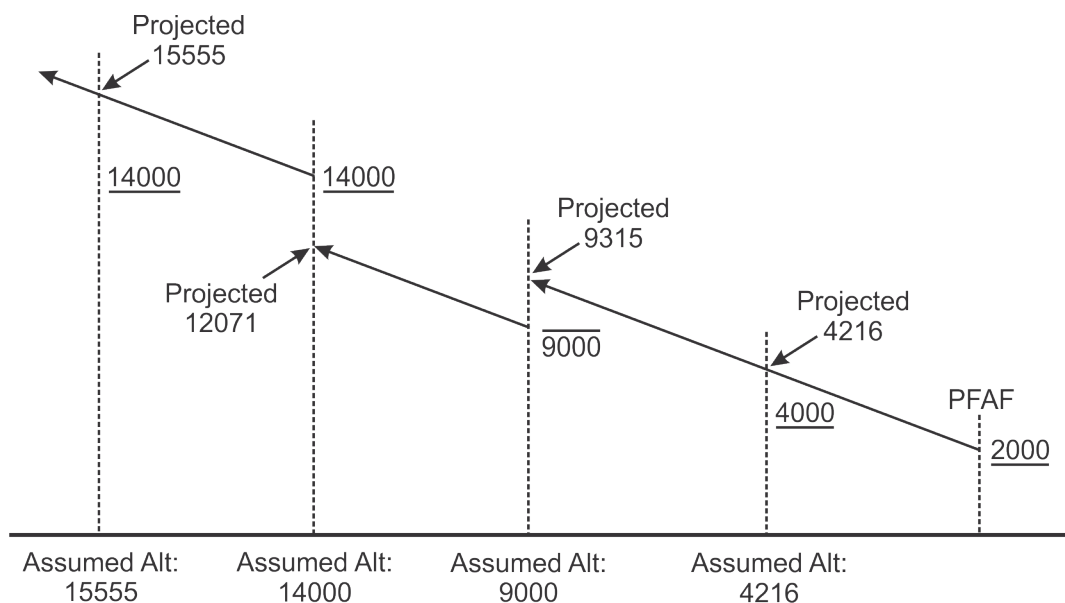 Projected
15555
14000
14000
Projected
9315
Projected
12071
9000
Projected
4216
4000
PFAF
2000
Assumed Alt:
15555
Assumed Alt:
14000
Assumed Alt:
9000
Assumed Alt:
4216